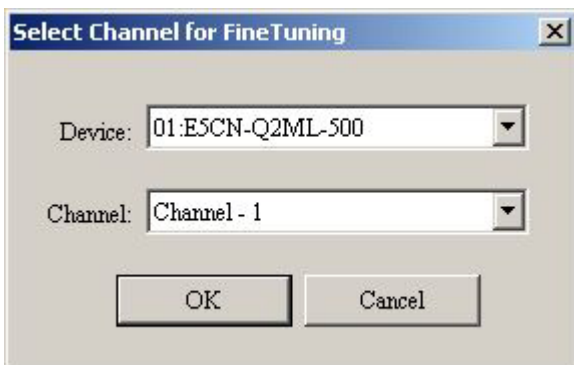 Select Channel for FineTuning
Device: 01:E5CN-Q2ML-500
Channel: Channel - 1
OK Cancel